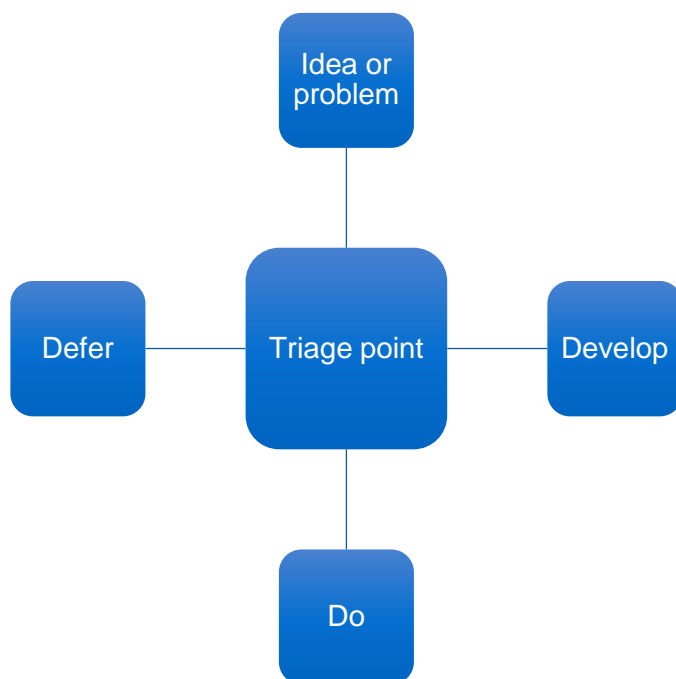 Idea or
problem
Defer
Triage point
Develop
Do